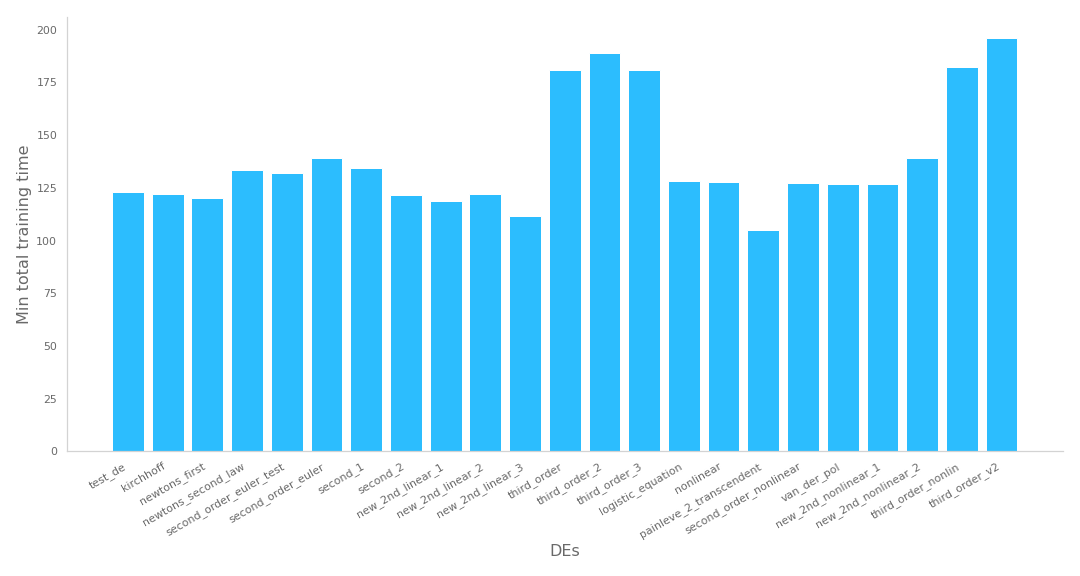 Min total training time
200
175
150
125
100
75
50
25
0
test_de
kirchhoff
newtons_first
newtons_second_law
second_order_euler_test
second_order_euler
second_1
second_2
new_2nd_linear_1
new_2nd_linear_2
new_2nd_linear_3
third_order
third_order_2
third_order_3
logistic_equation
nonlinear
painleve_2_transcendent
second_order_nonlinear
van_der_pol
new_2nd_nonlinear_1
new_2nd_nonlinear_2
third_order_nonlin
third_order_v2
DEs